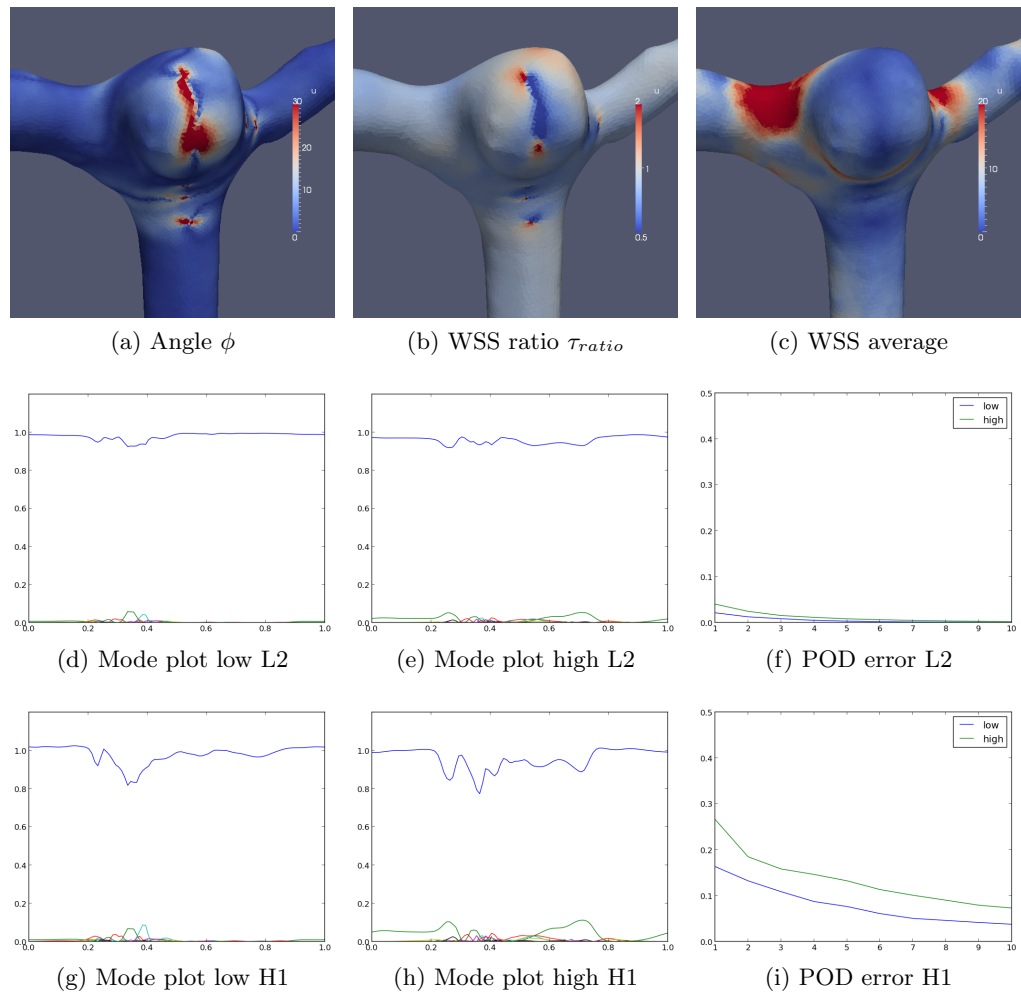 u
30
20
10
0
(a) Angle ϕ
u
2
1
0.5
(b) WSS ratio τratio
u
20
10
0
(c) WSS average
1.0
0.8
0.6
0.4
0.2
0.0
0.0 0.2 0.4 0.6 0.8 1.0
(d) Mode plot low L2
1.0
0.8
0.6
0.4
0.2
0.0
0.0 0.2 0.4 0.6 0.8 1.0
(e) Mode plot high L2
0.5
low
high
0.4
0.3
0.2
0.1
0.0
1 2 3 4 5 6 7 8 9 10
(f) POD error L2
1.0
0.8
0.6
0.4
0.2
0.0
0.0 0.2 0.4 0.6 0.8 1.0
(g) Mode plot low H1
1.0
0.8
0.6
0.4
0.2
0.0
0.0 0.2 0.4 0.6 0.8 1.0
(h) Mode plot high H1
0.5
low
high
0.4
0.3
0.2
0.1
0.0
1 2 3 4 5 6 7 8 9 10
(i) POD error H1